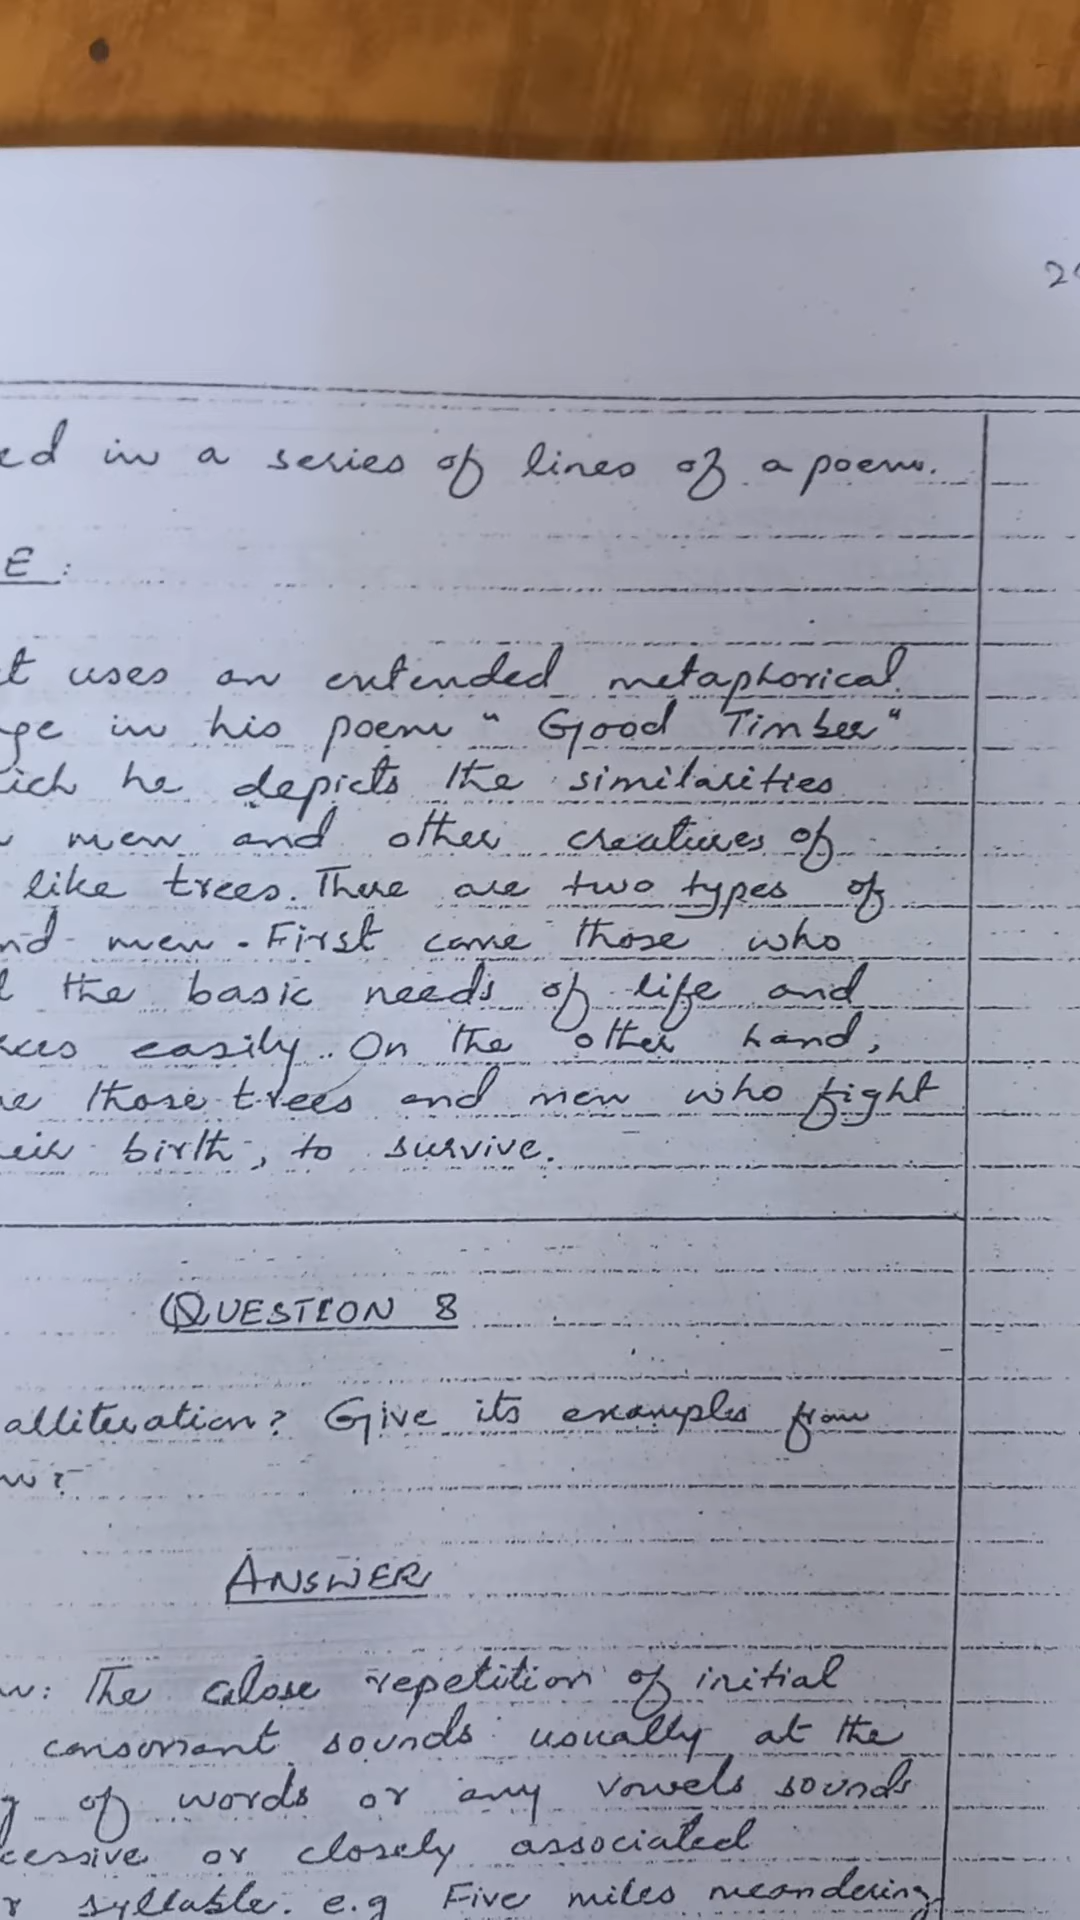 2
ed in a series of lines of a poem.
E :
t uses an extended metaphorical
ge in his poem "Good Timber"
ich he depicts the similarities
men and other creatures of
like trees. There are two types of
nd men. First come those who
l the basic needs of life and
easily. On the other hand,
e those trees and men who fight
eir birth, to survive.
QUESTION 8
alliteration? Give its examples from
ANSWER
The close repetition of initial
consonant sounds usually at the
g of words or any vowels sounds
cessive or closely associated
r syllable. e.g Five miles meandering